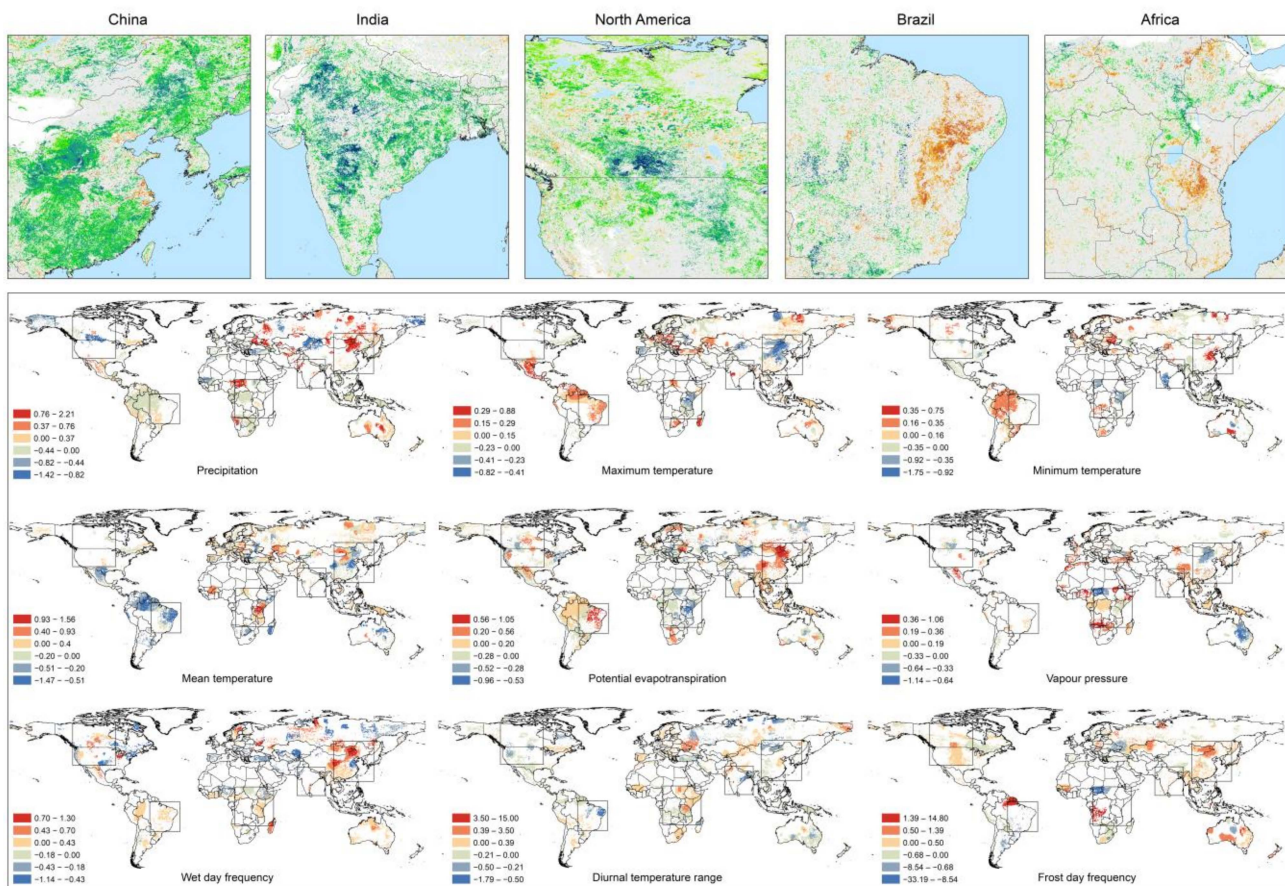 China
India
North America
Brazil
Africa
0.76 – 2.21
0.37 – 0.76
0.00 – 0.37
−0.44 – 0.00
−0.82 – −0.44
−1.42 – −0.82
Precipitation
0.29 – 0.88
0.15 – 0.29
0.00 – 0.15
−0.23 – 0.00
−0.41 – −0.23
−0.82 – −0.41
Maximum temperature
0.35 – 0.75
0.16 – 0.35
0.00 – 0.16
−0.35 – 0.00
−0.92 – −0.35
−1.75 – −0.92
Minimum temperature
0.93 – 1.56
0.40 – 0.93
0.00 – 0.4
−0.20 – 0.00
−0.51 – −0.20
−1.47 – −0.51
Mean temperature
0.56 – 1.05
0.20 – 0.56
0.00 – 0.20
−0.28 – 0.00
−0.52 – −0.28
−0.96 – −0.53
Potential evapotranspiration
0.36 – 1.06
0.19 – 0.36
0.00 – 0.19
−0.33 – 0.00
−0.64 – −0.33
−1.14 – −0.64
Vapour pressure
0.70 – 1.30
0.43 – 0.70
0.00 – 0.43
−0.18 – 0.00
−0.43 – −0.18
−1.14 – −0.43
Wet day frequency
3.50 – 15.00
0.39 – 3.50
0.00 – 0.39
−0.21 – 0.00
−0.50 – −0.21
−1.79 – −0.50
Diurnal temperature range
1.39 – 14.80
0.50 – 1.39
0.00 – 0.50
−0.68 – 0.00
−8.54 – −0.68
−33.19 – −8.54
Frost day frequency